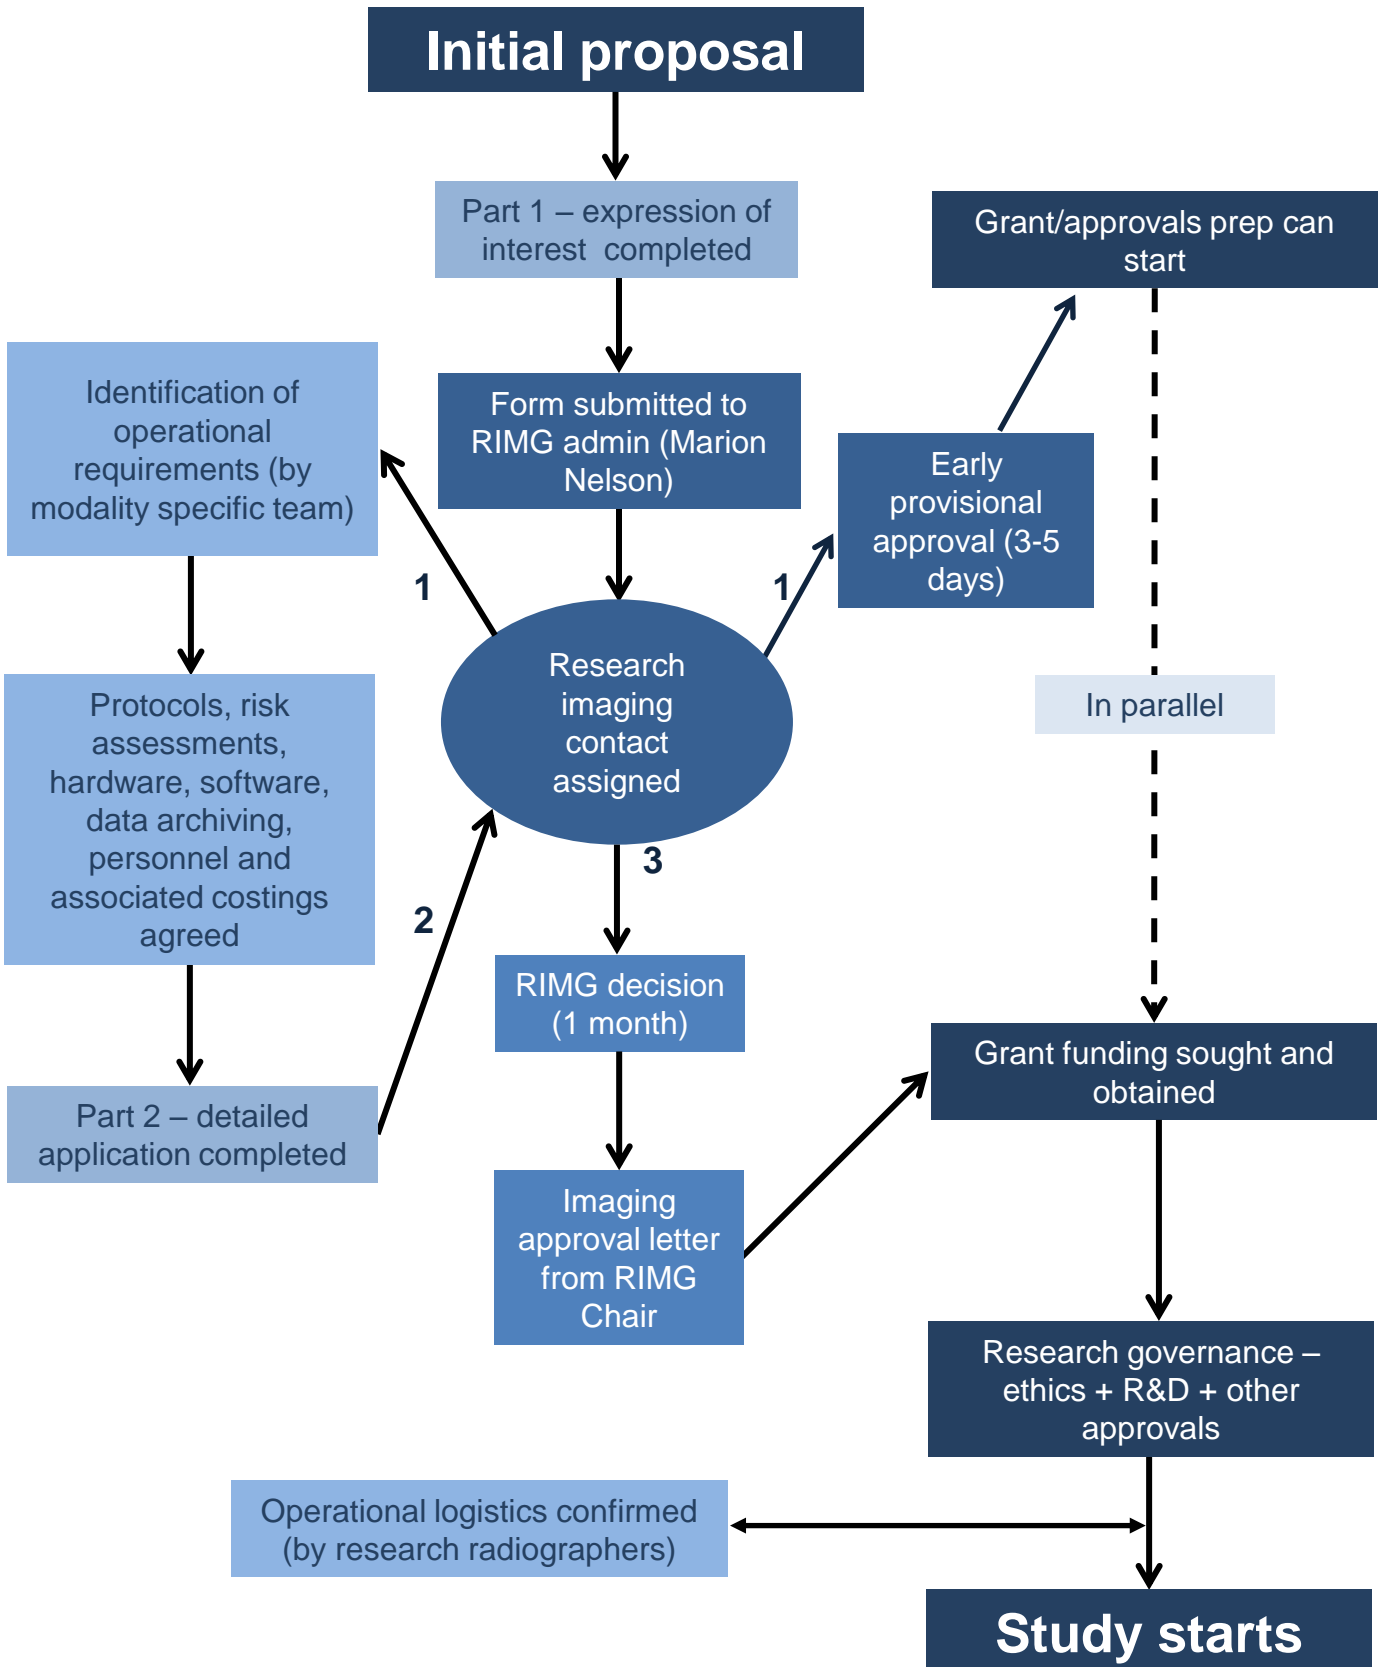 Initial proposal
Part 1 – expression of
interest completed
Grant/approvals prep can
start
Identification of
operational
requirements (by
modality specific team)
Form submitted to
RIMG admin (Marion
Nelson)
Early
provisional
approval (3-5
days)
1
1
Research
imaging
contact
assigned
Protocols, risk
assessments,
hardware, software,
data archiving,
personnel and
associated costings
agreed
In parallel
3
2
RIMG decision
(1 month)
Grant funding sought and
obtained
Part 2 – detailed
application completed
Imaging
approval letter
from RIMG
Chair
Research governance –
ethics + R&D + other
approvals
Operational logistics confirmed
(by research radiographers)
Study starts